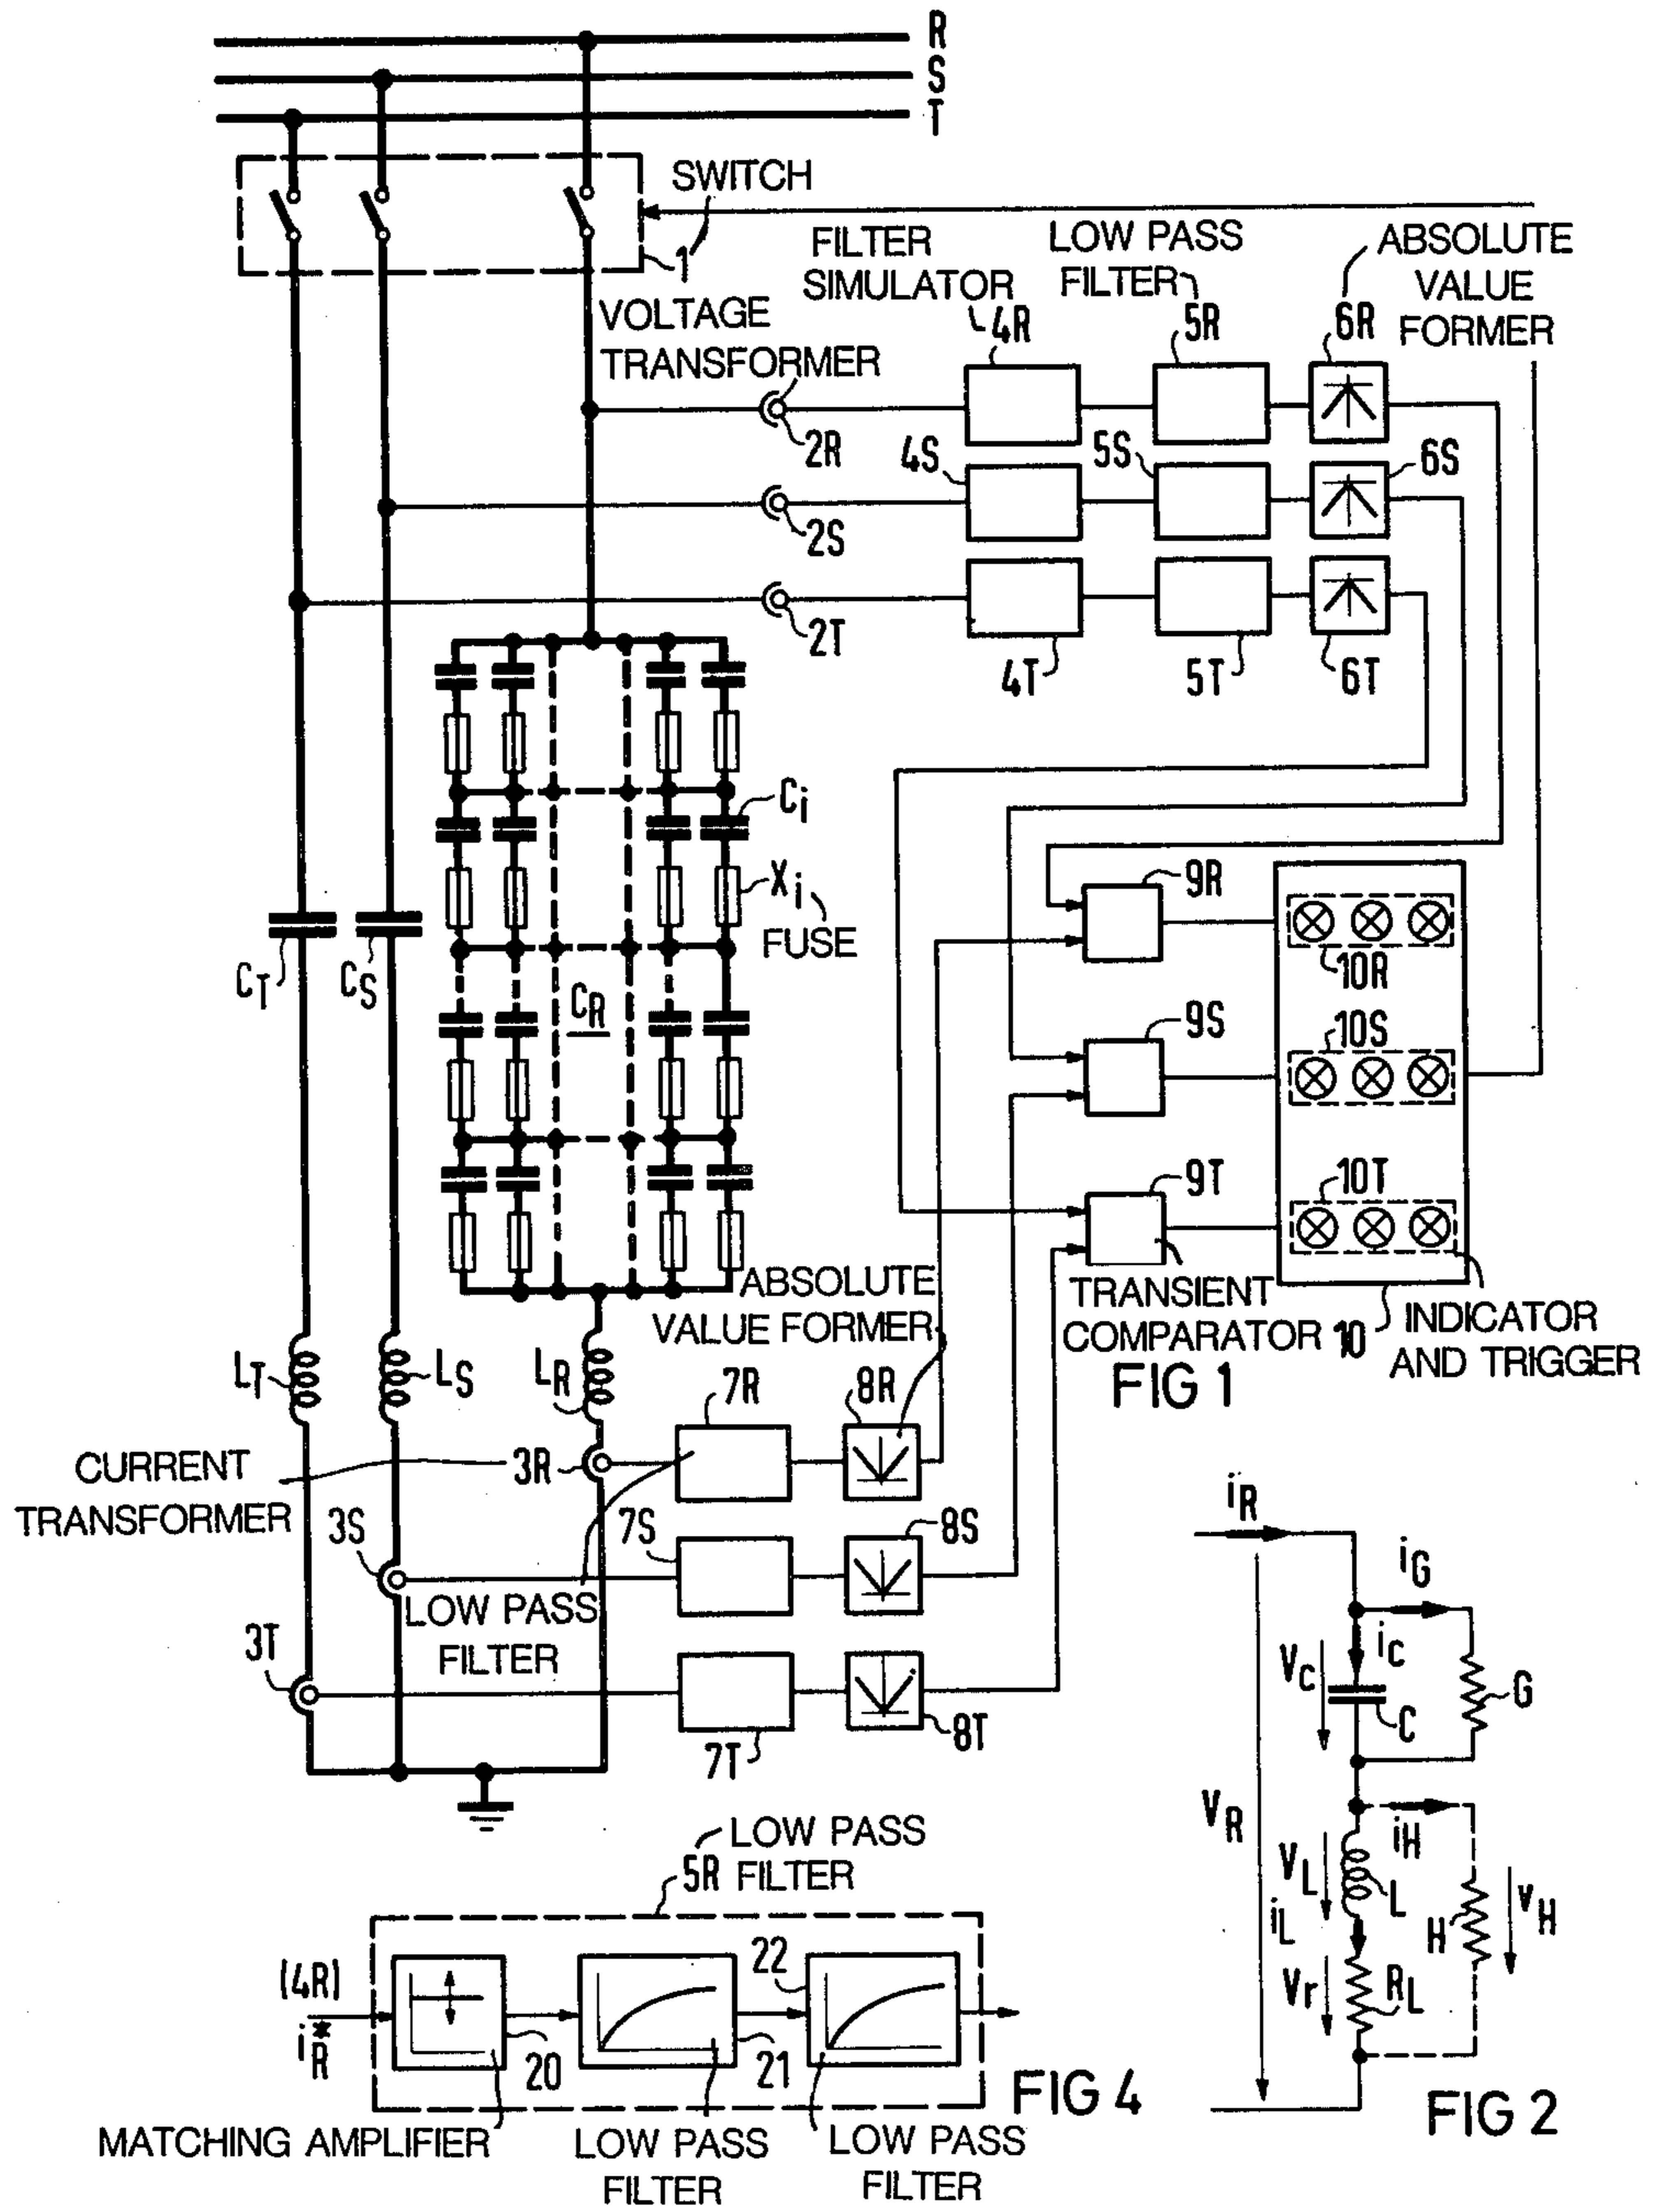 R
S
T
SWITCH
1
FILTER
SIMULATOR
4R
LOW PASS
FILTER
5R
ABSOLUTE
VALUE
FORMER
6R
VOLTAGE
TRANSFORMER
2R
4S
5S
6S
2S
2T
4T
5T
6T
Ci
Xi
FUSE
CT
CS
CR
9R
10R
9S
10S
9T
10T
TRANSIENT
COMPARATOR
10
INDICATOR
AND TRIGGER
FIG 1
ABSOLUTE
VALUE FORMER
LT
LS
LR
7R
8R
CURRENT
TRANSFORMER
3R
3S
7S
8S
LOW PASS
FILTER
3T
7T
8T
iR
iG
iC
VC
C
G
VR
iH
VL
L
iL
H
VH
Vr
RL
FIG 2
LOW PASS
5R FILTER
(4R)
i*R
20
21
22
MATCHING AMPLIFIER
LOW PASS
FILTER
LOW PASS
FILTER
FIG 4